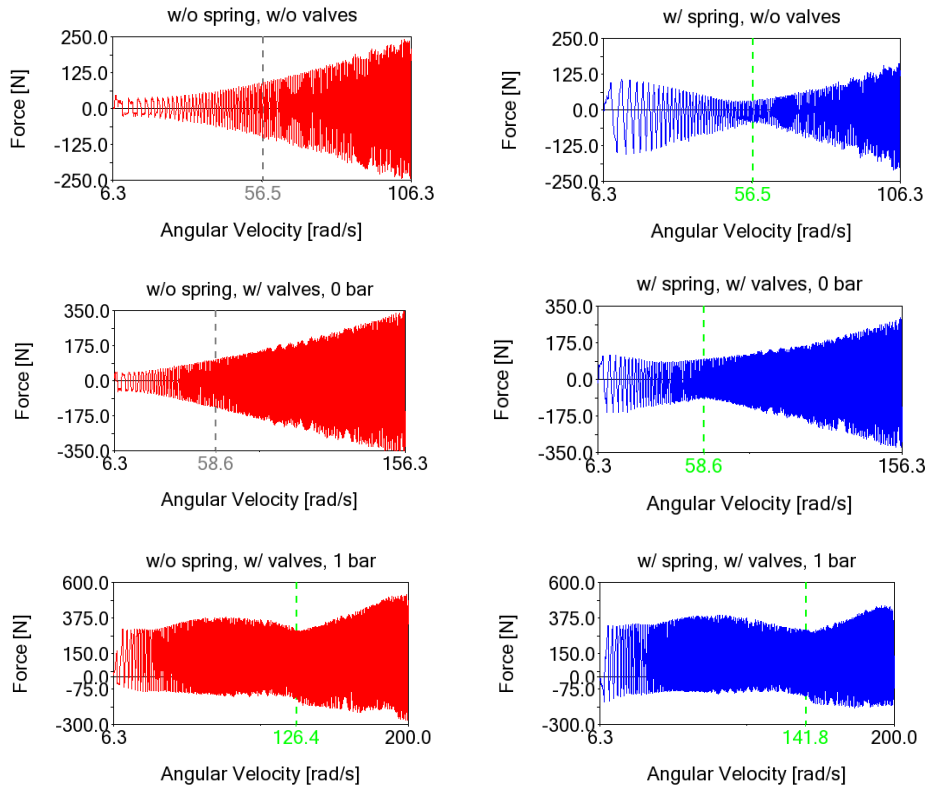 w/o spring, w/o valves
250.0
125.0
0.0
-125.0
-250.0
6.3
56.5
106.3
Force [N]
Angular Velocity [rad/s]
w/ spring, w/o valves
250.0
125.0
0.0
-125.0
-250.0
6.3
56.5
106.3
Force [N]
Angular Velocity [rad/s]
w/o spring, w/ valves, 0 bar
350.0
175.0
0.0
-175.0
-350.0
6.3
58.6
156.3
Force [N]
Angular Velocity [rad/s]
w/ spring, w/ valves, 0 bar
350.0
175.0
0.0
-175.0
-350.0
6.3
58.6
156.3
Force [N]
Angular Velocity [rad/s]
w/o spring, w/ valves, 1 bar
600.0
375.0
150.0
0.0
-75.0
-300.0
6.3
126.4
200.0
Force [N]
Angular Velocity [rad/s]
w/ spring, w/ valves, 1 bar
600.0
375.0
150.0
0.0
-75.0
-300.0
6.3
141.8
200.0
Force [N]
Angular Velocity [rad/s]